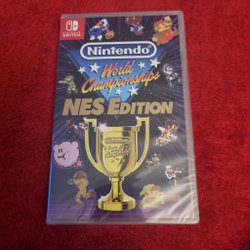 NINTENDO
SWITCH
Nintendo
World
Championships
NES EDITION